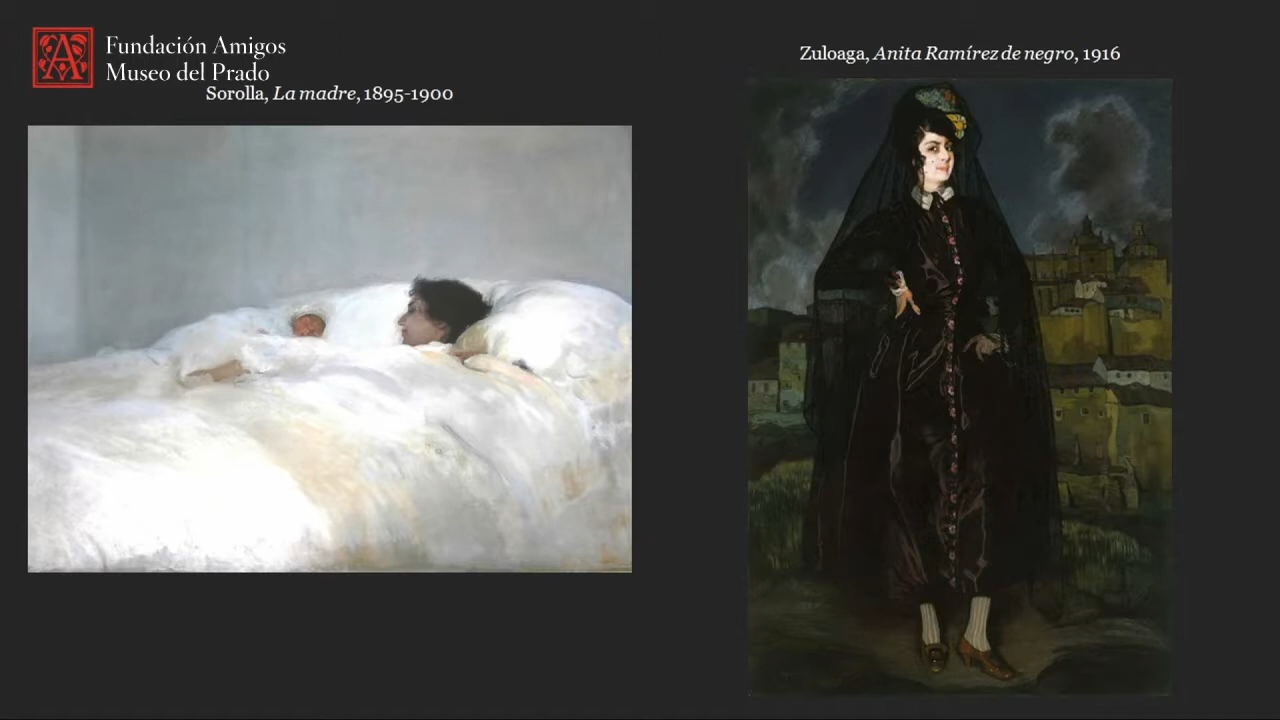 Fundación Amigos
Museo del Prado
Sorolla, La madre, 1895-1900
Zuloaga, Anita Ramírez de negro, 1916